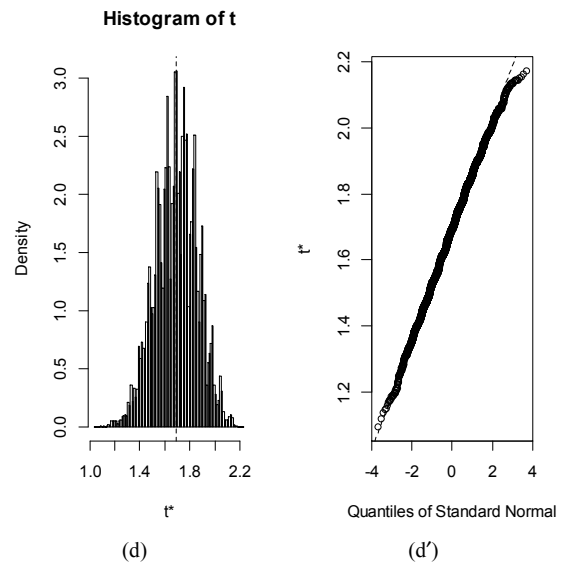 Histogram of t
Density
0.0 0.5 1.0 1.5 2.0 2.5 3.0
1.0 1.4 1.8 2.2
t*
(d)
t*
1.2 1.4 1.6 1.8 2.0 2.2
-4 -2 0 2 4
Quantiles of Standard Normal
(d′)